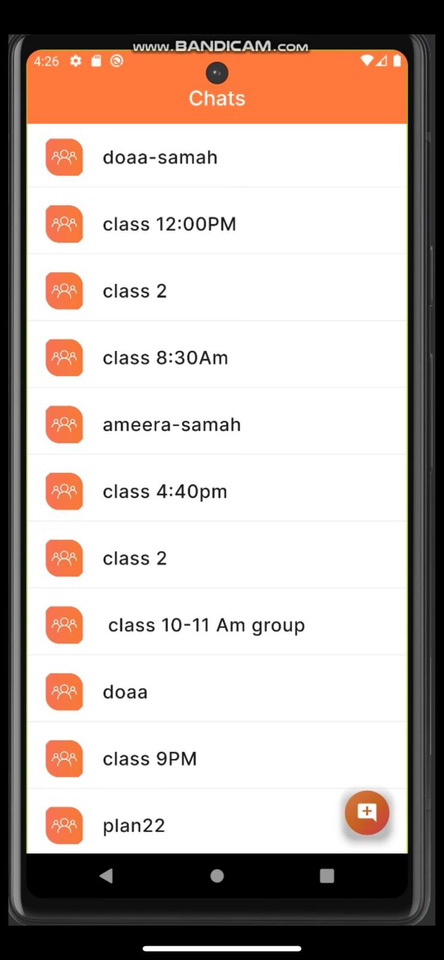 www.BANDICAM.com
4:26
Chats
doaa-samah
class 12:00PM
class 2
class 8:30Am
ameera-samah
class 4:40pm
class 2
class 10-11 Am group
doaa
class 9PM
plan22